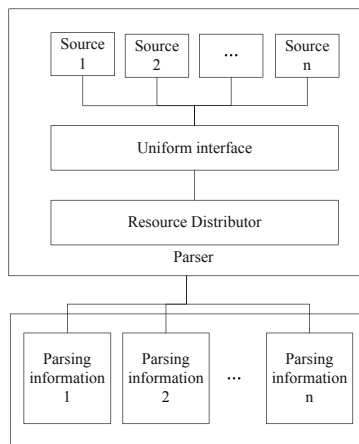 Source Source ... Source
1 2 n
Uniform interface
Resource Distributor
Parser
Parsing Parsing Parsing
information information ... information
1 2 n